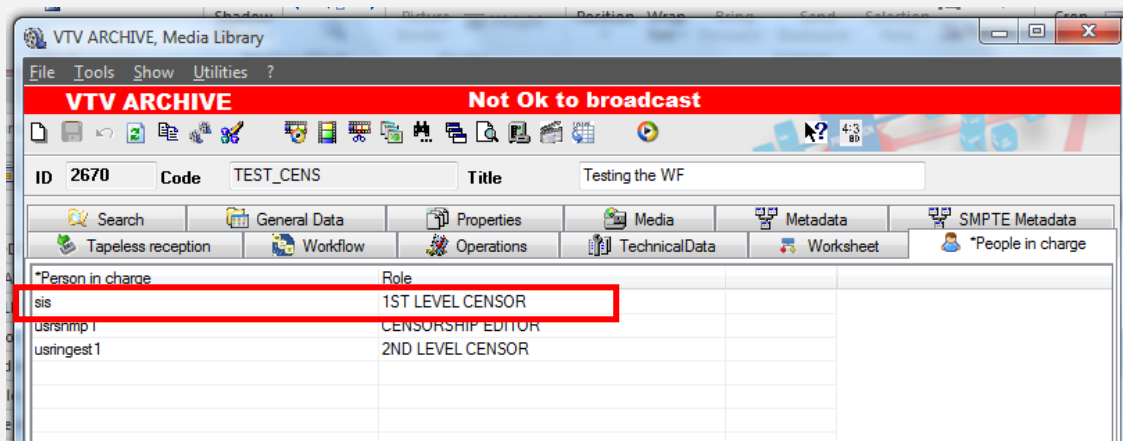 VTV ARCHIVE, Media Library
File Tools Show Utilities ?
VTV ARCHIVE Not Ok to broadcast
4:3
ID 2670 Code TEST_CENS Title Testing the WF
Search General Data Properties Media Metadata SMPTE Metadata
Tapeless reception Workflow Operations TechnicalData Worksheet *People in charge
*Person in charge Role
sis 1ST LEVEL CENSOR
usrsnmp1 CENSORSHIP EDITOR
usringest1 2ND LEVEL CENSOR